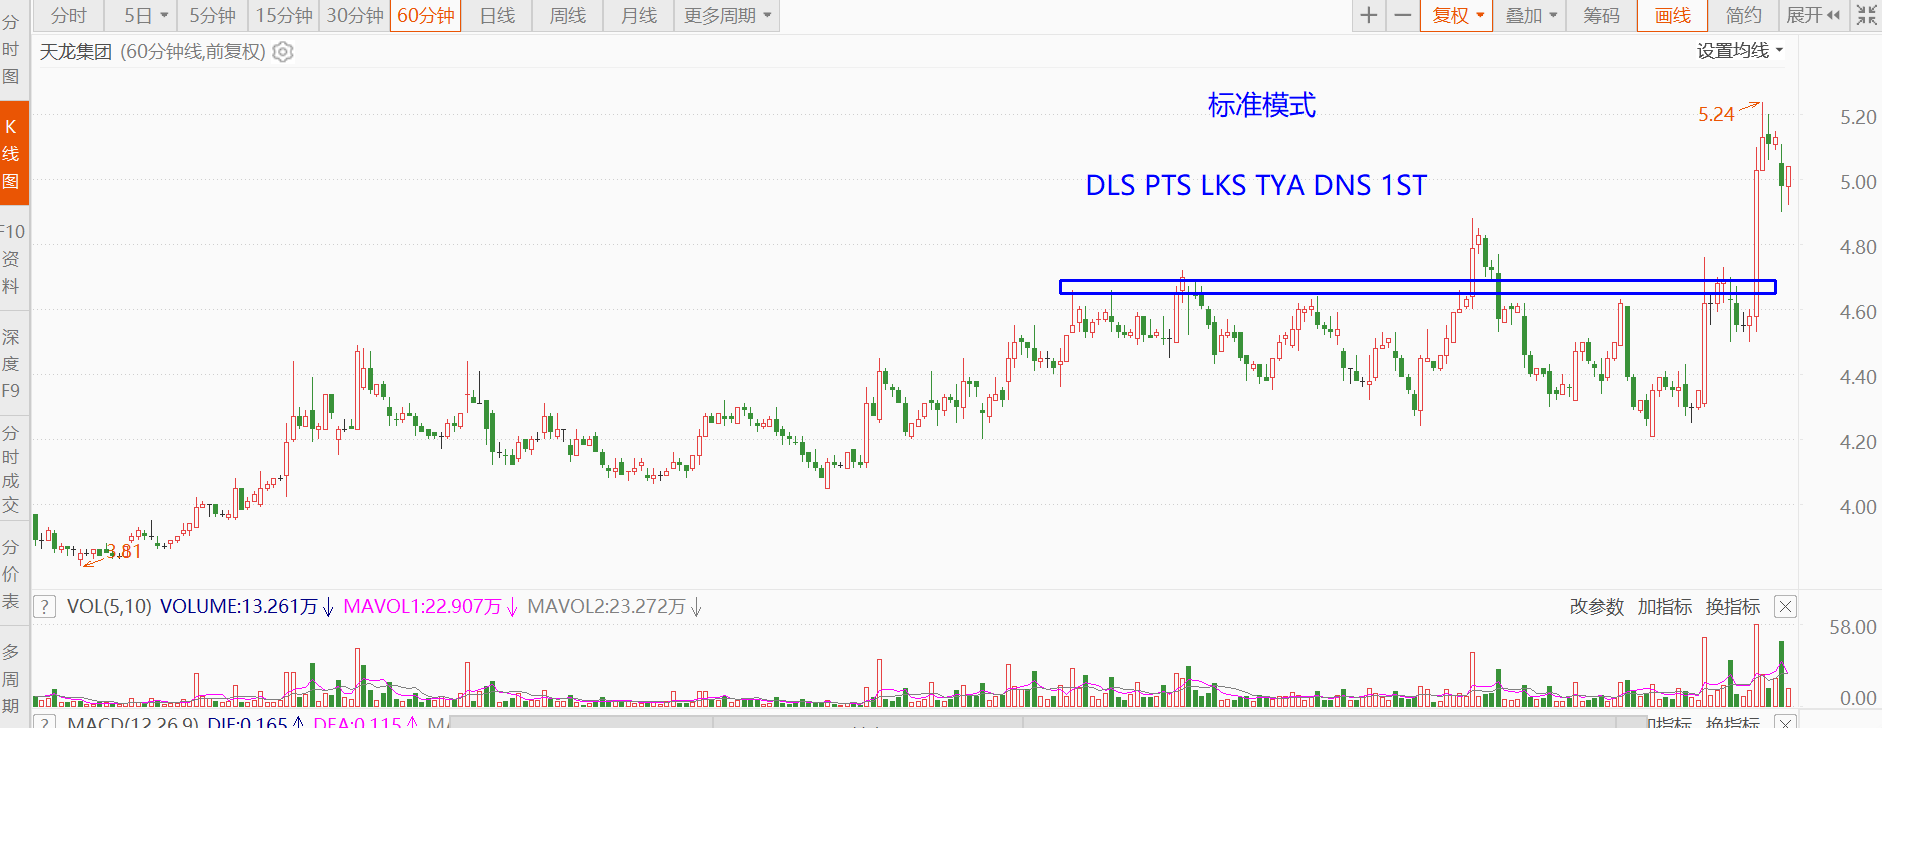 分时 5日 5分钟 15分钟 30分钟 60分钟 日线 周线 月线 更多周期 复权 叠加 筹码 画线 简约 展开
分时图
K线图
F10资料
深度F9
分时成交
分价表
多周期
天龙集团 (60分钟线,前复权) 设置均线
标准模式
DLS PTS LKS TYA DNS 1ST
5.24
3.81
5.20
5.00
4.80
4.60
4.40
4.20
4.00
? VOL(5,10) VOLUME:13.261万↓ MAVOL1:22.907万↓ MAVOL2:23.272万↓ 改参数 加指标 换指标
58.00
0.00
? MACD(12,26,9) DIF:0.165↑ DEA:0.115↑ 加指标 换指标